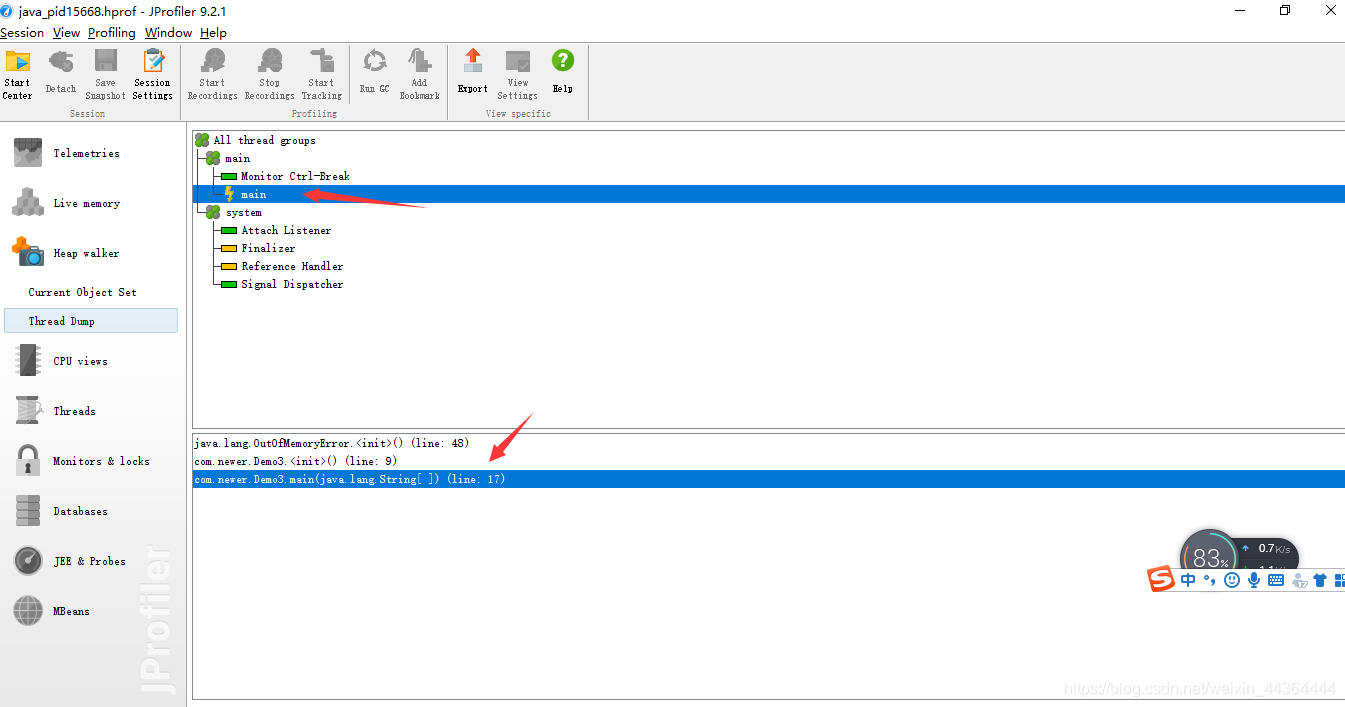 java_pid15668.hprof - JProfiler 9.2.1
Session View Profiling Window Help
Start Center
Detach
Save Snapshot
Session Settings
Start Recordings
Stop Recordings
Start Tracking
Run GC
Add Bookmark
Export
View Settings
Help
Session
Profiling
View specific
Telemetries
Live memory
Heap walker
Current Object Set
Thread Dump
CPU views
Threads
Monitors & locks
Databases
JEE & Probes
MBeans
JProfiler
All thread groups
main
Monitor Ctrl-Break
main
system
Attach Listener
Finalizer
Reference Handler
Signal Dispatcher
java.lang.OutOfMemoryError.<init>() (line: 48)
com.newer.Demo3.<init>() (line: 9)
com.newer.Demo3.main(java.lang.String[ ]) (line: 17)
83%
0.7K/s
S 中
https://blog.csdn.net/weixin_44364444